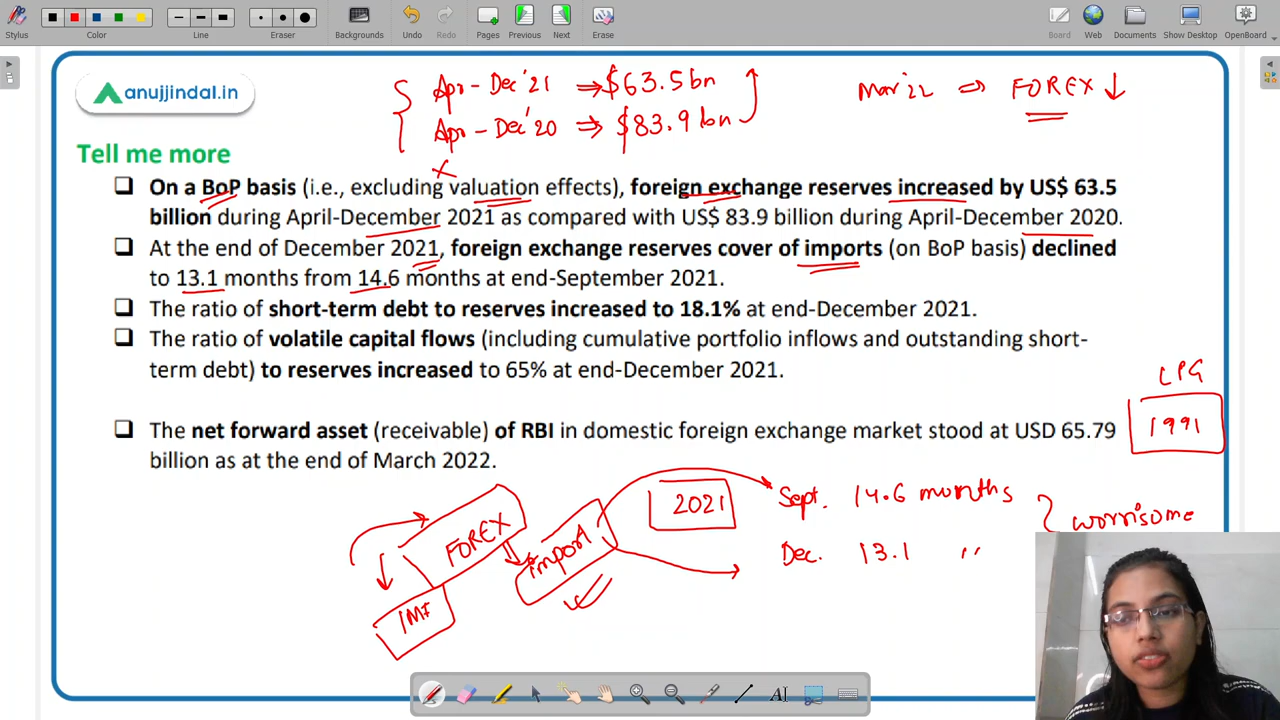 Stylus
Color
Line
Eraser
Backgrounds
Undo
Redo
Pages
Previous
Next
Erase
Board
Web
Documents
Show Desktop
OpenBoard
anujjindal.in
Apr - Dec'21 ⇒ $63.5bn
Apr - Dec'20 ⇒ $83.9bn
Mar'22 ⇒ FOREX ↓
Tell me more
x
❑ On a BoP basis (i.e., excluding valuation effects), foreign exchange reserves increased by US$ 63.5
billion during April-December 2021 as compared with US$ 83.9 billion during April-December 2020.
❑ At the end of December 2021, foreign exchange reserves cover of imports (on BoP basis) declined
to 13.1 months from 14.6 months at end-September 2021.
❑ The ratio of short-term debt to reserves increased to 18.1% at end-December 2021.
❑ The ratio of volatile capital flows (including cumulative portfolio inflows and outstanding short-
term debt) to reserves increased to 65% at end-December 2021.
LPG
1991
❑ The net forward asset (receivable) of RBI in domestic foreign exchange market stood at USD 65.79
billion as at the end of March 2022.
FOREX
import
IMF
2021
Sept. 14.6 months
Dec. 13.1 ,,
worrisome